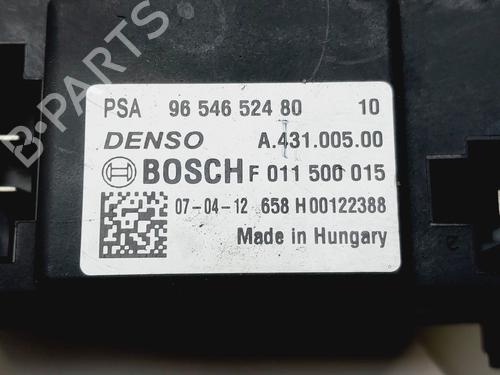 PSA 96 546 524 80 10
DENSO A.431.005.00
BOSCH F 011 500 015
07-04-12 658 H00122388
Made in Hungary
2
B-PARTS